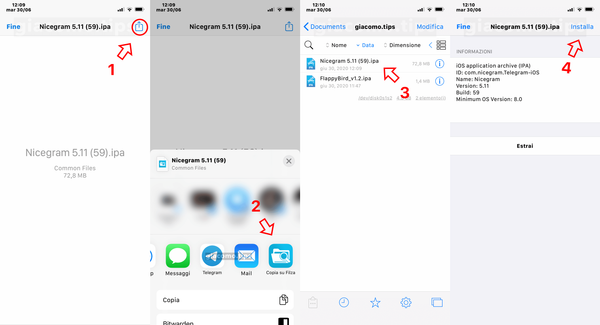 12:09
mar 30/06
Fine
Nicegram 5.11 (59).ipa
1
Nicegram 5.11 (59).ipa
Common Files
72,8 MB
12:09
mar 30/06
Fine
Nicegram 5.11 (59).ipa
Nicegram 5.11 (59)
Common Files
2
Messaggi
Telegram
Mail
Copia su Filza
Copia
Bitwarden
12:10
mar 30/06
Documents
giacomo.tips
Modifica
Nome
Data
Dimensione
Nicegram 5.11 (59).ipa
giu 30, 2020 12:09
72,8 MB
FlappyBird_v1.2.ipa
giu 30, 2020 11:47
1,4 MB
3
2 elemento(i)
12:10
mar 30/06
Fine
Nicegram 5.11 (59).ipa
Installa
4
INFORMAZIONI
iOS application archive (IPA)
ID: com.nicegram.Telegram-iOS
Name: Nicegram
Version: 5.11
Build: 59
Minimum OS Version: 8.0
Estrai